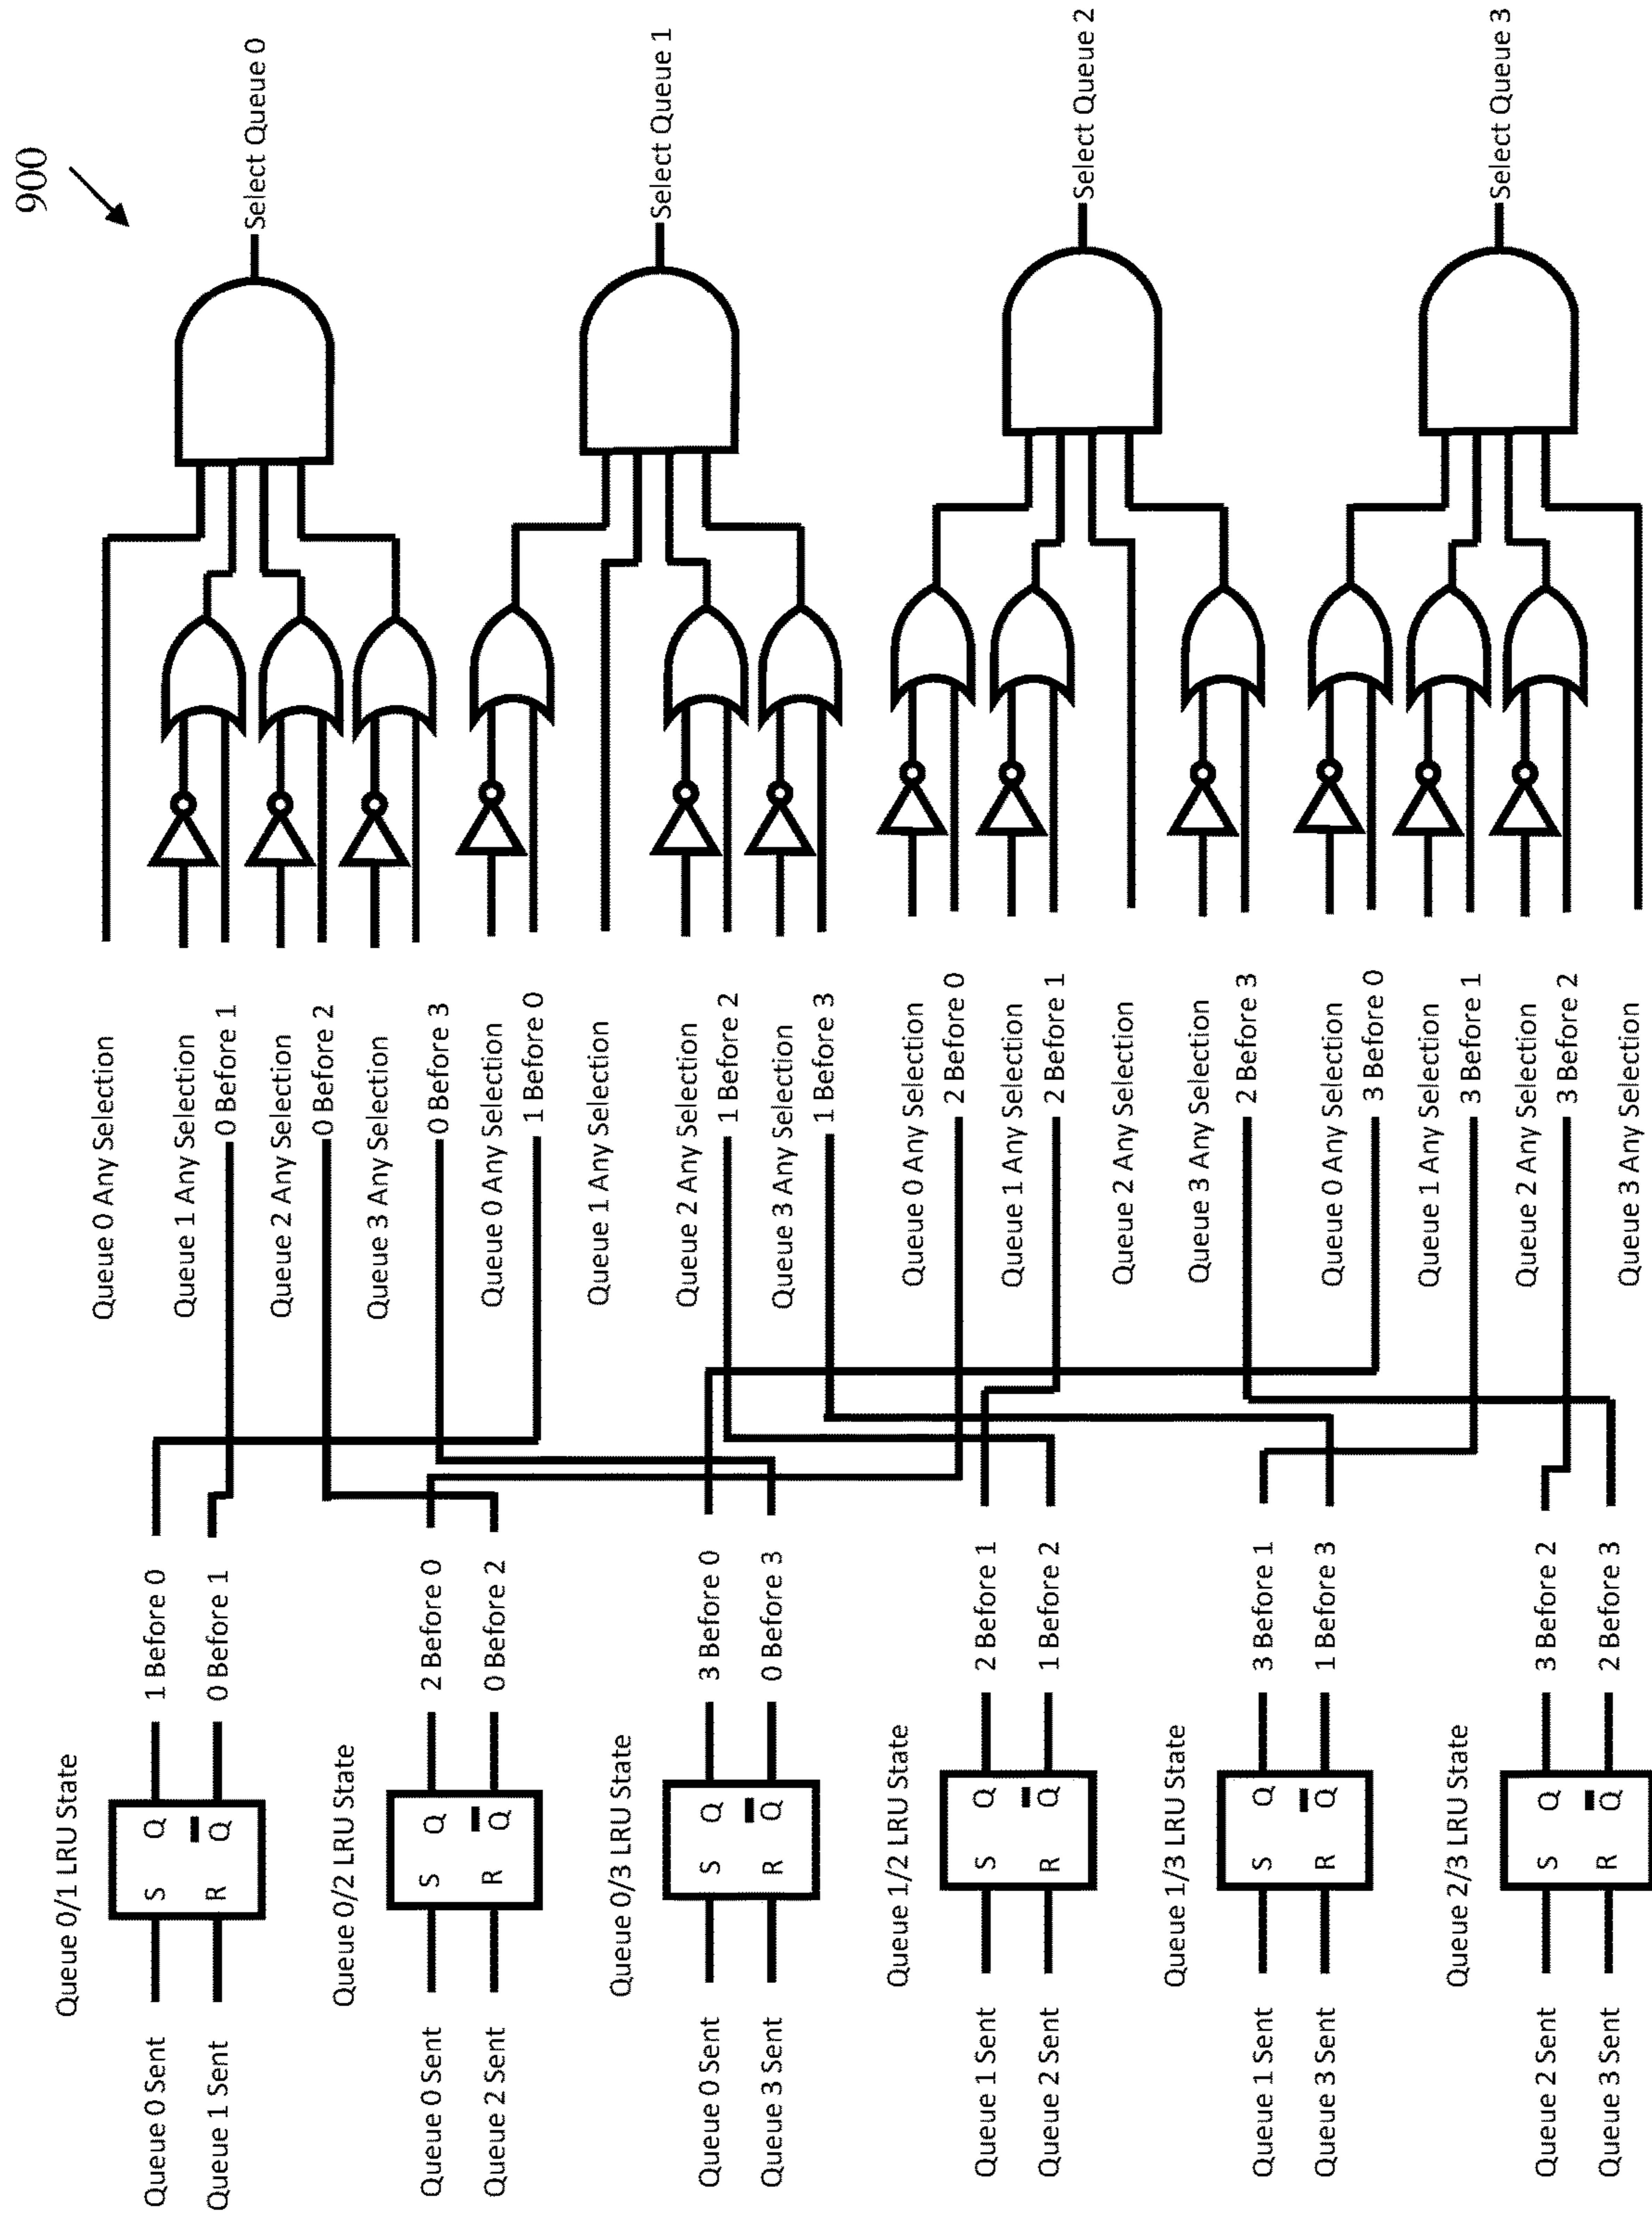 900
Queue 0/1 LRU State
Queue 0 Sent
S Q
1 Before 0
Queue 1 Sent
R Q
0 Before 1
Queue 0/2 LRU State
Queue 0 Sent
S Q
2 Before 0
Queue 2 Sent
R Q
0 Before 2
Queue 0/3 LRU State
Queue 0 Sent
S Q
3 Before 0
Queue 3 Sent
R Q
0 Before 3
Queue 1/2 LRU State
Queue 1 Sent
S Q
2 Before 1
Queue 2 Sent
R Q
1 Before 2
Queue 1/3 LRU State
Queue 1 Sent
S Q
3 Before 1
Queue 3 Sent
R Q
1 Before 3
Queue 2/3 LRU State
Queue 2 Sent
S Q
3 Before 2
Queue 3 Sent
R Q
2 Before 3
Queue 0 Any Selection
Queue 1 Any Selection
0 Before 1
Queue 2 Any Selection
0 Before 2
Queue 3 Any Selection
0 Before 3
Queue 0 Any Selection
1 Before 0
Queue 1 Any Selection
Queue 2 Any Selection
1 Before 2
Queue 3 Any Selection
1 Before 3
Queue 0 Any Selection
2 Before 0
Queue 1 Any Selection
2 Before 1
Queue 2 Any Selection
Queue 3 Any Selection
2 Before 3
Queue 0 Any Selection
3 Before 0
Queue 1 Any Selection
3 Before 1
Queue 2 Any Selection
3 Before 2
Queue 3 Any Selection
Select Queue 0
Select Queue 1
Select Queue 2
Select Queue 3